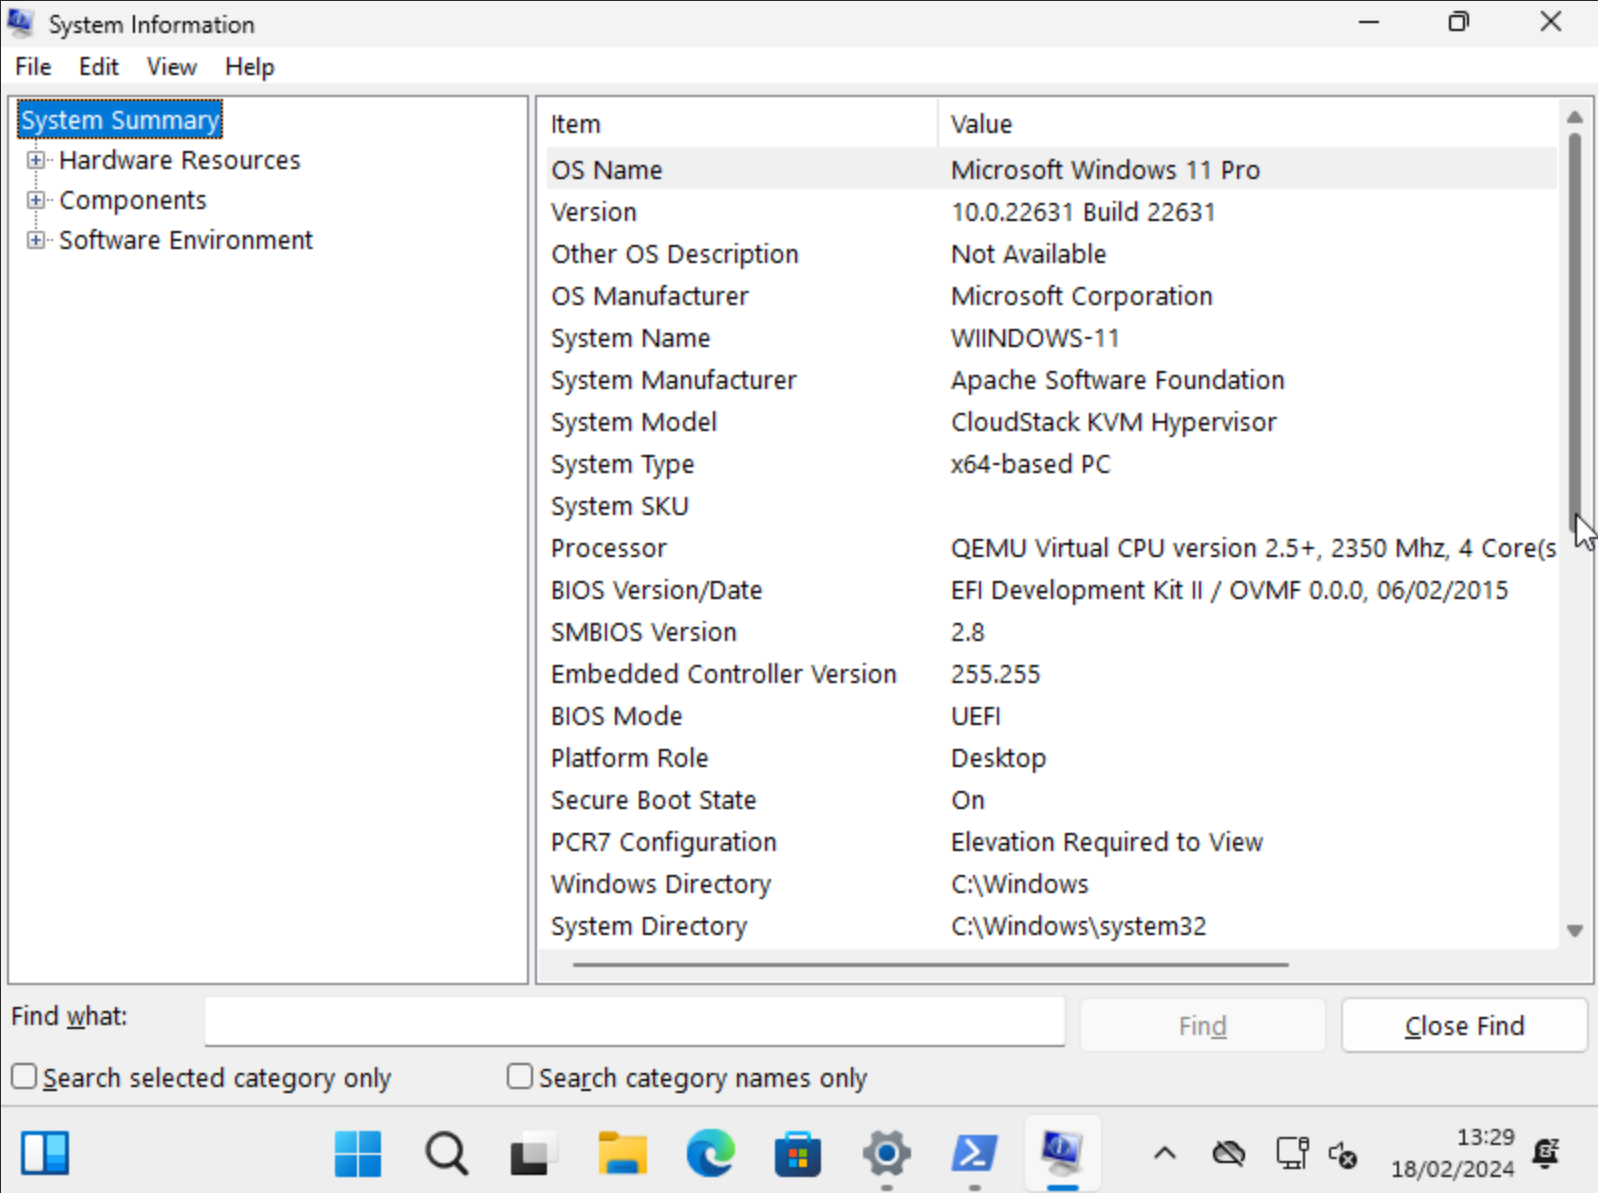 System Information
File Edit View Help
System Summary
Hardware Resources
Components
Software Environment
Item Value
OS Name Microsoft Windows 11 Pro
Version 10.0.22631 Build 22631
Other OS Description Not Available
OS Manufacturer Microsoft Corporation
System Name WIINDOWS-11
System Manufacturer Apache Software Foundation
System Model CloudStack KVM Hypervisor
System Type x64-based PC
System SKU
Processor QEMU Virtual CPU version 2.5+, 2350 Mhz, 4 Core(s
BIOS Version/Date EFI Development Kit II / OVMF 0.0.0, 06/02/2015
SMBIOS Version 2.8
Embedded Controller Version 255.255
BIOS Mode UEFI
Platform Role Desktop
Secure Boot State On
PCR7 Configuration Elevation Required to View
Windows Directory C:\Windows
System Directory C:\Windows\system32
Find what: Find Close Find
Search selected category only Search category names only
13:29
18/02/2024